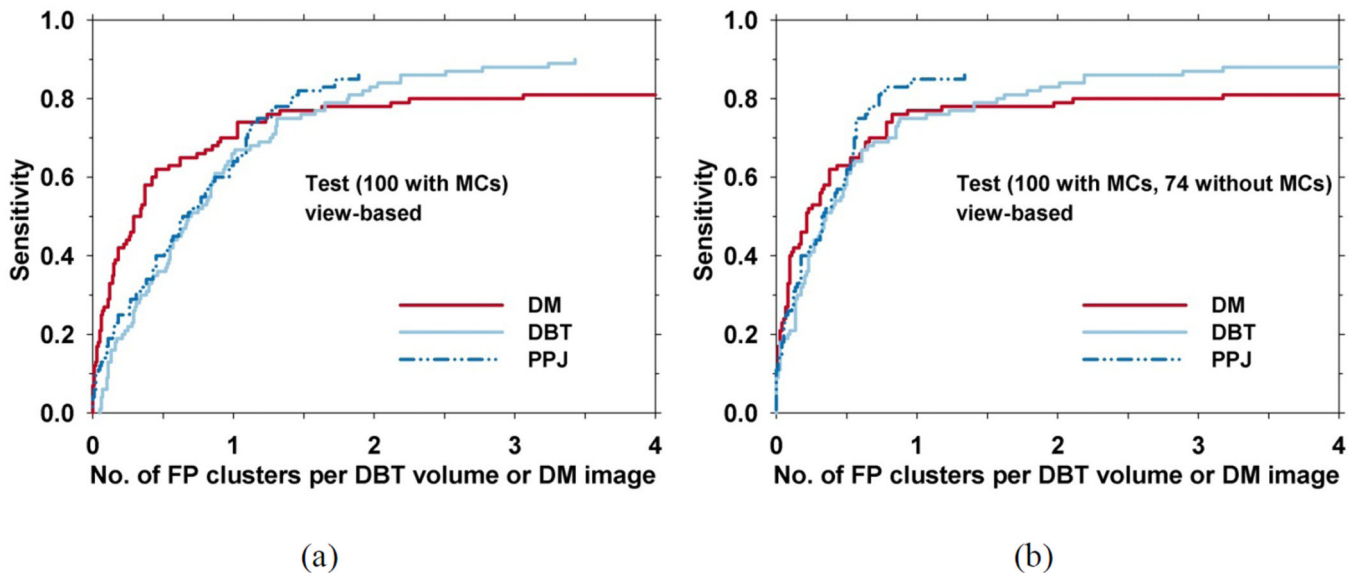 1.0
0.8
0.6
0.4
0.2
0.0
Sensitivity
Test (100 with MCs)
view-based
DM
DBT
PPJ
0 1 2 3 4
No. of FP clusters per DBT volume or DM image
(a)
1.0
0.8
0.6
0.4
0.2
0.0
Sensitivity
Test (100 with MCs, 74 without MCs)
view-based
DM
DBT
PPJ
0 1 2 3 4
No. of FP clusters per DBT volume or DM image
(b)